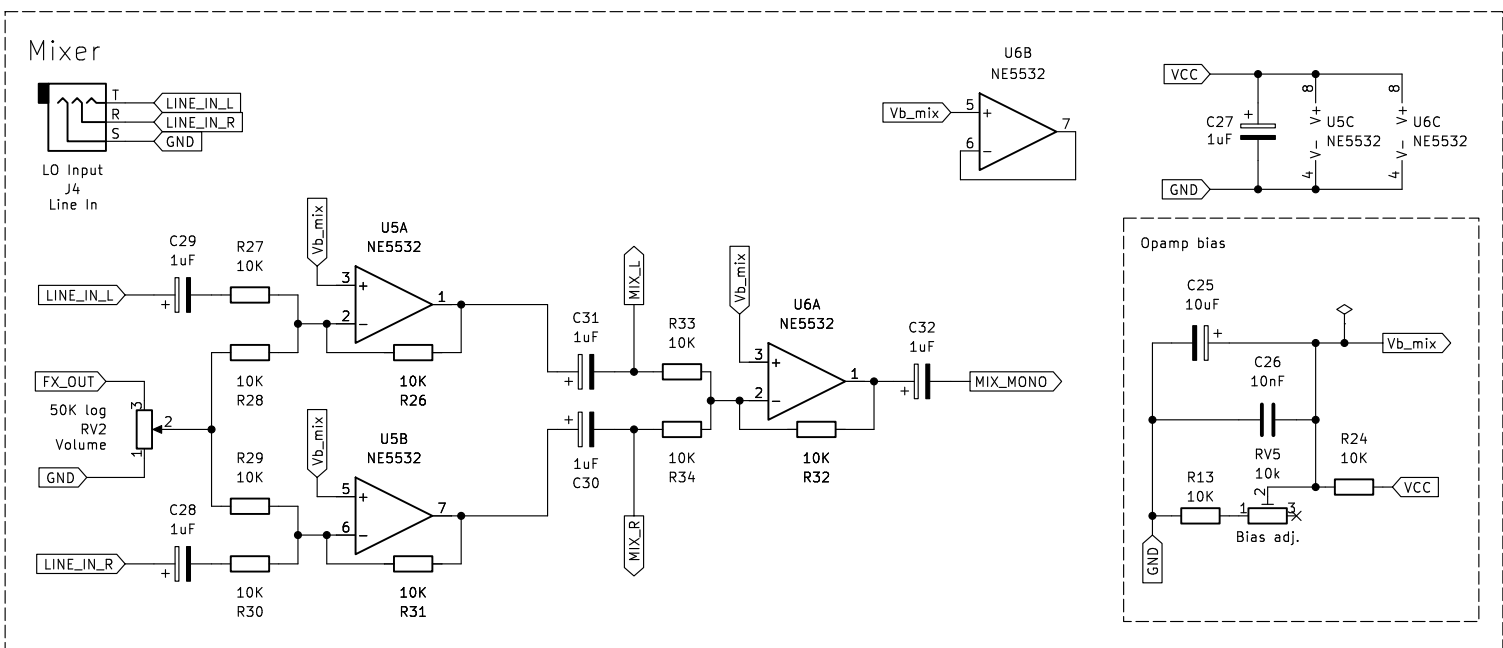 Mixer
T
LINE_IN_L
R
LINE_IN_R
S
GND
LO Input
J4
Line In
U6B
NE5532
Vb_mix
5
+
6
-
7
VCC
GND
C27
1uF
+
8
V+
V-
4
U5C
NE5532
8
V+
V-
4
U6C
NE5532
C29
1uF
+
R27
10K
LINE_IN_L
Vb_mix
U5A
NE5532
3
+
2
-
1
10K
R28
10K
R26
FX_OUT
50K log
RV2
Volume
3
2
1
GND
R29
10K
C28
1uF
+
LINE_IN_R
10K
R30
Vb_mix
U5B
NE5532
5
+
6
-
7
10K
R31
C31
1uF
+
MIX_L
R33
10K
+
1uF
C30
10K
R34
MIX_R
Vb_mix
U6A
NE5532
3
+
2
-
1
10K
R32
C32
1uF
+
MIX_MONO
Opamp bias
C25
10uF
+
Vb_mix
C26
10nF
RV5
10k
R24
10K
VCC
R13
10K
1
2
3
Bias adj.
GND